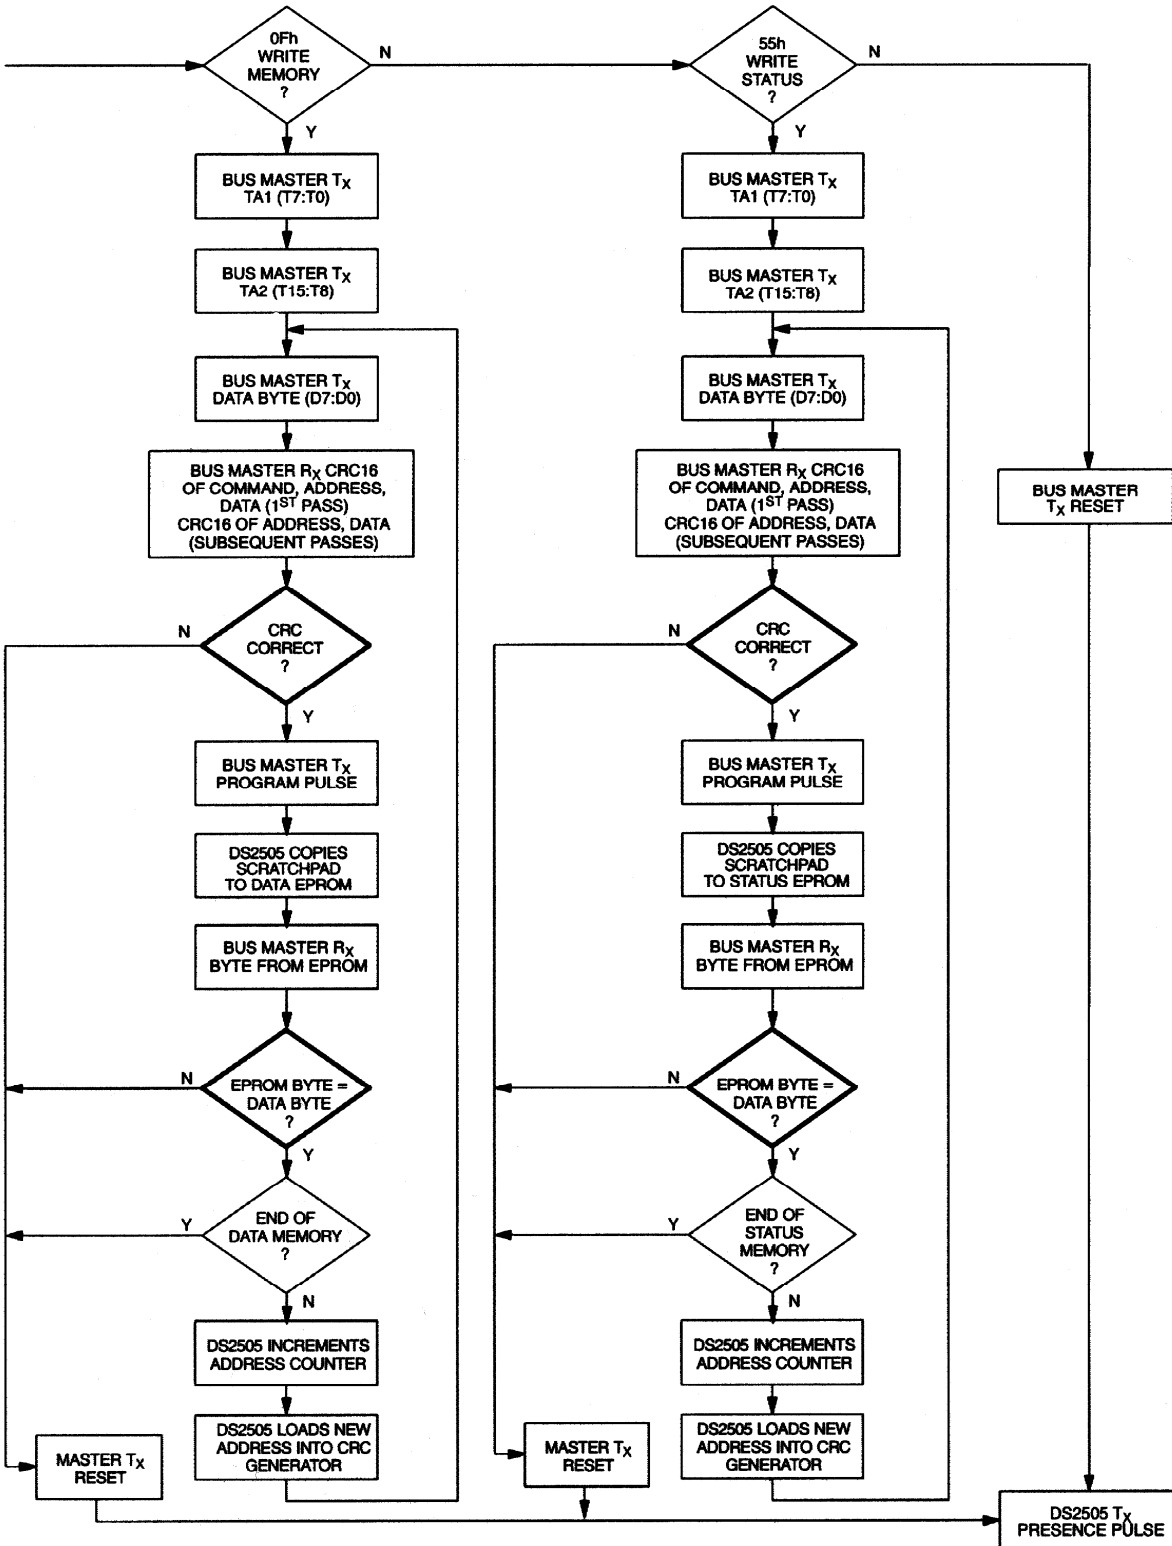 0Fh
WRITE
MEMORY
?
N
Y
BUS MASTER TX
TA1 (T7:T0)
BUS MASTER TX
TA2 (T15:T8)
BUS MASTER TX
DATA BYTE (D7:D0)
BUS MASTER RX CRC16
OF COMMAND, ADDRESS,
DATA (1ST PASS)
CRC16 OF ADDRESS, DATA
(SUBSEQUENT PASSES)
N
CRC
CORRECT
?
Y
BUS MASTER TX
PROGRAM PULSE
DS2505 COPIES
SCRATCHPAD
TO DATA EPROM
BUS MASTER RX
BYTE FROM EPROM
N
EPROM BYTE =
DATA BYTE
?
Y
Y
END OF
DATA MEMORY
?
N
DS2505 INCREMENTS
ADDRESS COUNTER
DS2505 LOADS NEW
ADDRESS INTO CRC
GENERATOR
MASTER TX
RESET
55h
WRITE
STATUS
?
N
Y
BUS MASTER TX
TA1 (T7:T0)
BUS MASTER TX
TA2 (T15:T8)
BUS MASTER TX
DATA BYTE (D7:D0)
BUS MASTER RX CRC16
OF COMMAND, ADDRESS,
DATA (1ST PASS)
CRC16 OF ADDRESS, DATA
(SUBSEQUENT PASSES)
N
CRC
CORRECT
?
Y
BUS MASTER TX
PROGRAM PULSE
DS2505 COPIES
SCRATCHPAD
TO STATUS EPROM
BUS MASTER RX
BYTE FROM EPROM
N
EPROM BYTE =
DATA BYTE
?
Y
Y
END OF
STATUS
MEMORY
?
N
DS2505 INCREMENTS
ADDRESS COUNTER
DS2505 LOADS NEW
ADDRESS INTO CRC
GENERATOR
MASTER TX
RESET
BUS MASTER
TX RESET
DS2505 TX
PRESENCE PULSE